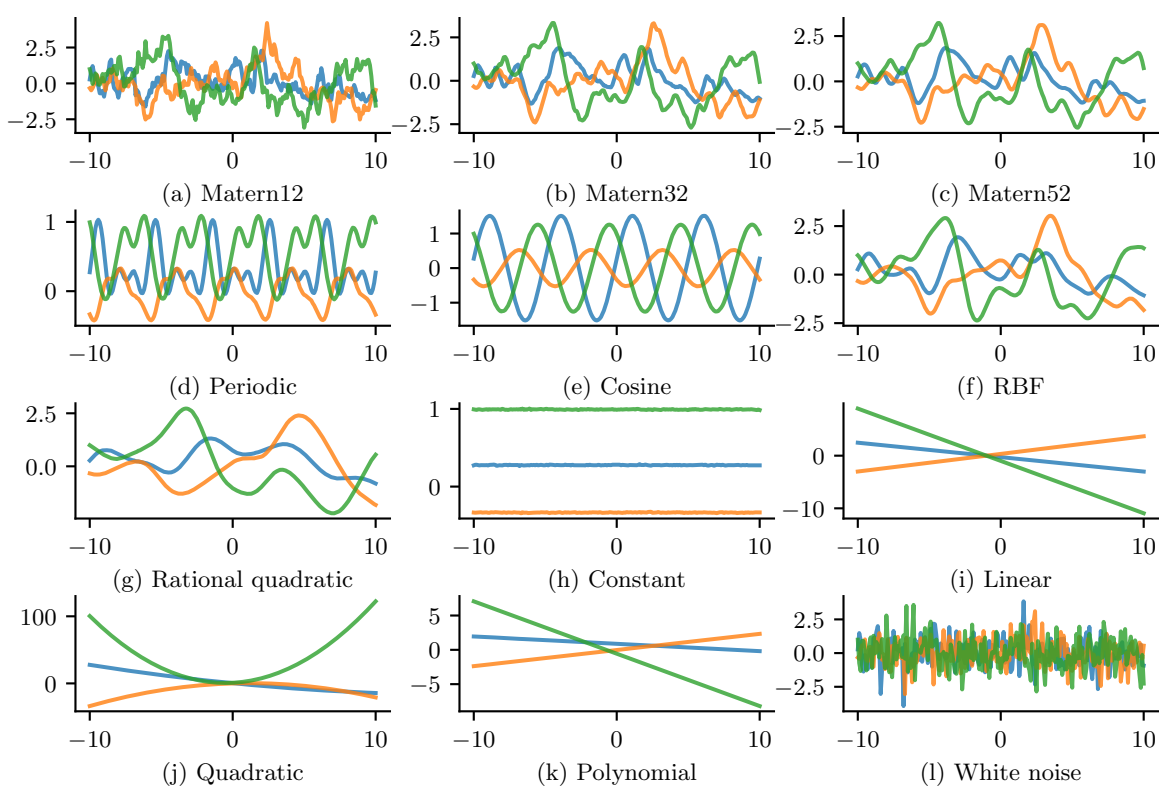 2.5
0.0
−2.5
−10 0 10
(a) Matern12
2.5
0.0
−2.5
−10 0 10
(b) Matern32
2.5
0.0
−2.5
−10 0 10
(c) Matern52
1
0
−10 0 10
(d) Periodic
1
0
−1
−10 0 10
(e) Cosine
2.5
0.0
−2.5
−10 0 10
(f) RBF
2.5
0.0
−10 0 10
(g) Rational quadratic
1
0
−10 0 10
(h) Constant
0
−10
−10 0 10
(i) Linear
100
0
−10 0 10
(j) Quadratic
5
0
−5
−10 0 10
(k) Polynomial
2.5
0.0
−2.5
−10 0 10
(l) White noise